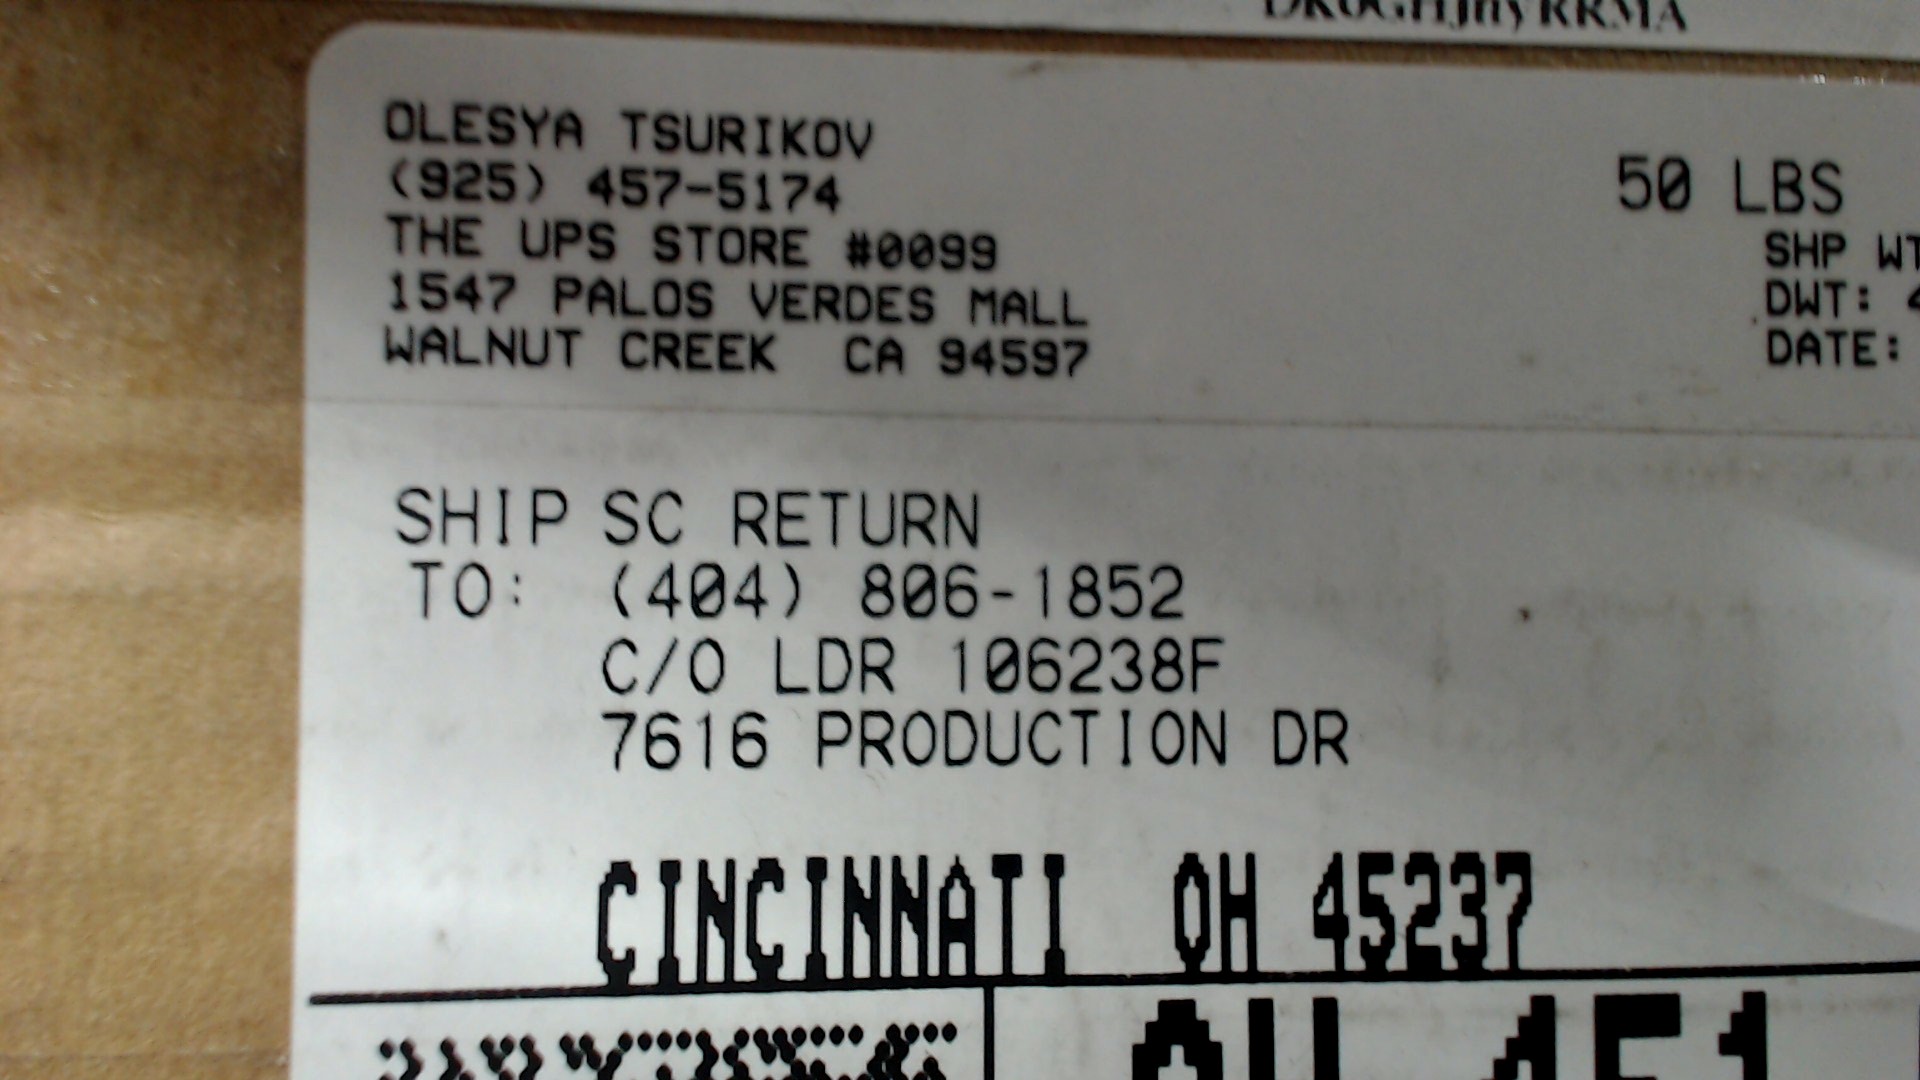 OLESYA TSURIKOV
(925) 457-5174
THE UPS STORE #0099
1547 PALOS VERDES MALL
WALNUT CREEK CA 94597
50 LBS
SHP WT
DWT:
DATE:
SHIP SC RETURN
TO: (404) 806-1852
C/O LDR 106238F
7616 PRODUCTION DR
CINCINNATI OH 45237
OH 451